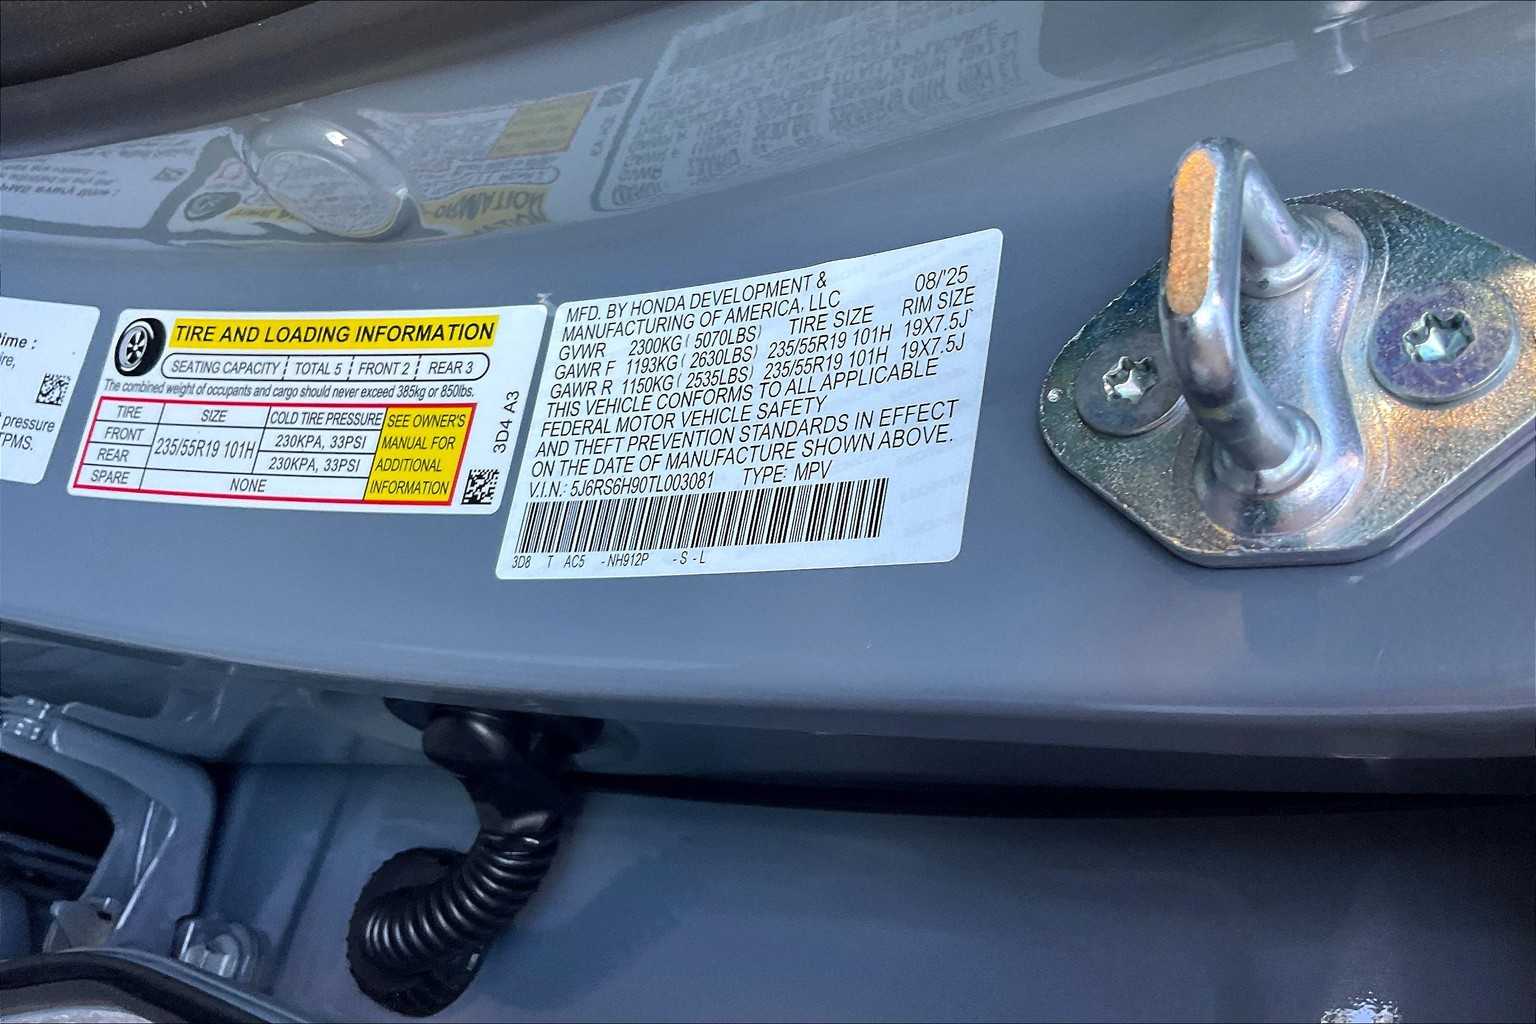 Time :
ire,
pressure
TPMS.
TIRE AND LOADING INFORMATION
SEATING CAPACITY TOTAL 5 FRONT 2 REAR 3
The combined weight of occupants and cargo should never exceed 385kg or 850lbs.
TIRE SIZE COLD TIRE PRESSURE
FRONT 235/55R19 101H 230KPA, 33PSI
REAR 230KPA, 33PSI
SPARE NONE
SEE OWNER'S
MANUAL FOR
ADDITIONAL
INFORMATION
3D4 A3
MFD. BY HONDA DEVELOPMENT & 08/'25
MANUFACTURING OF AMERICA, LLC
GVWR 2300KG ( 5070LBS) TIRE SIZE RIM SIZE
GAWR F 1193KG ( 2630LBS) 235/55R19 101H 19X7.5J
GAWR R 1150KG ( 2535LBS) 235/55R19 101H 19X7.5J
THIS VEHICLE CONFORMS TO ALL APPLICABLE
FEDERAL MOTOR VEHICLE SAFETY
AND THEFT PREVENTION STANDARDS IN EFFECT
ON THE DATE OF MANUFACTURE SHOWN ABOVE.
V.I.N.: 5J6RS6H90TL003081 TYPE: MPV
3D8 T AC5 - NH912P - S - L